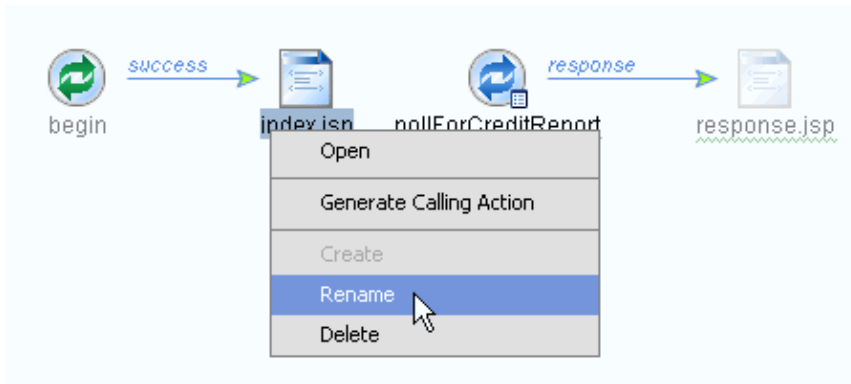 success
response
begin
index.jsp
pollForCreditReport
response.jsp
Open
Generate Calling Action
Create
Rename
Delete